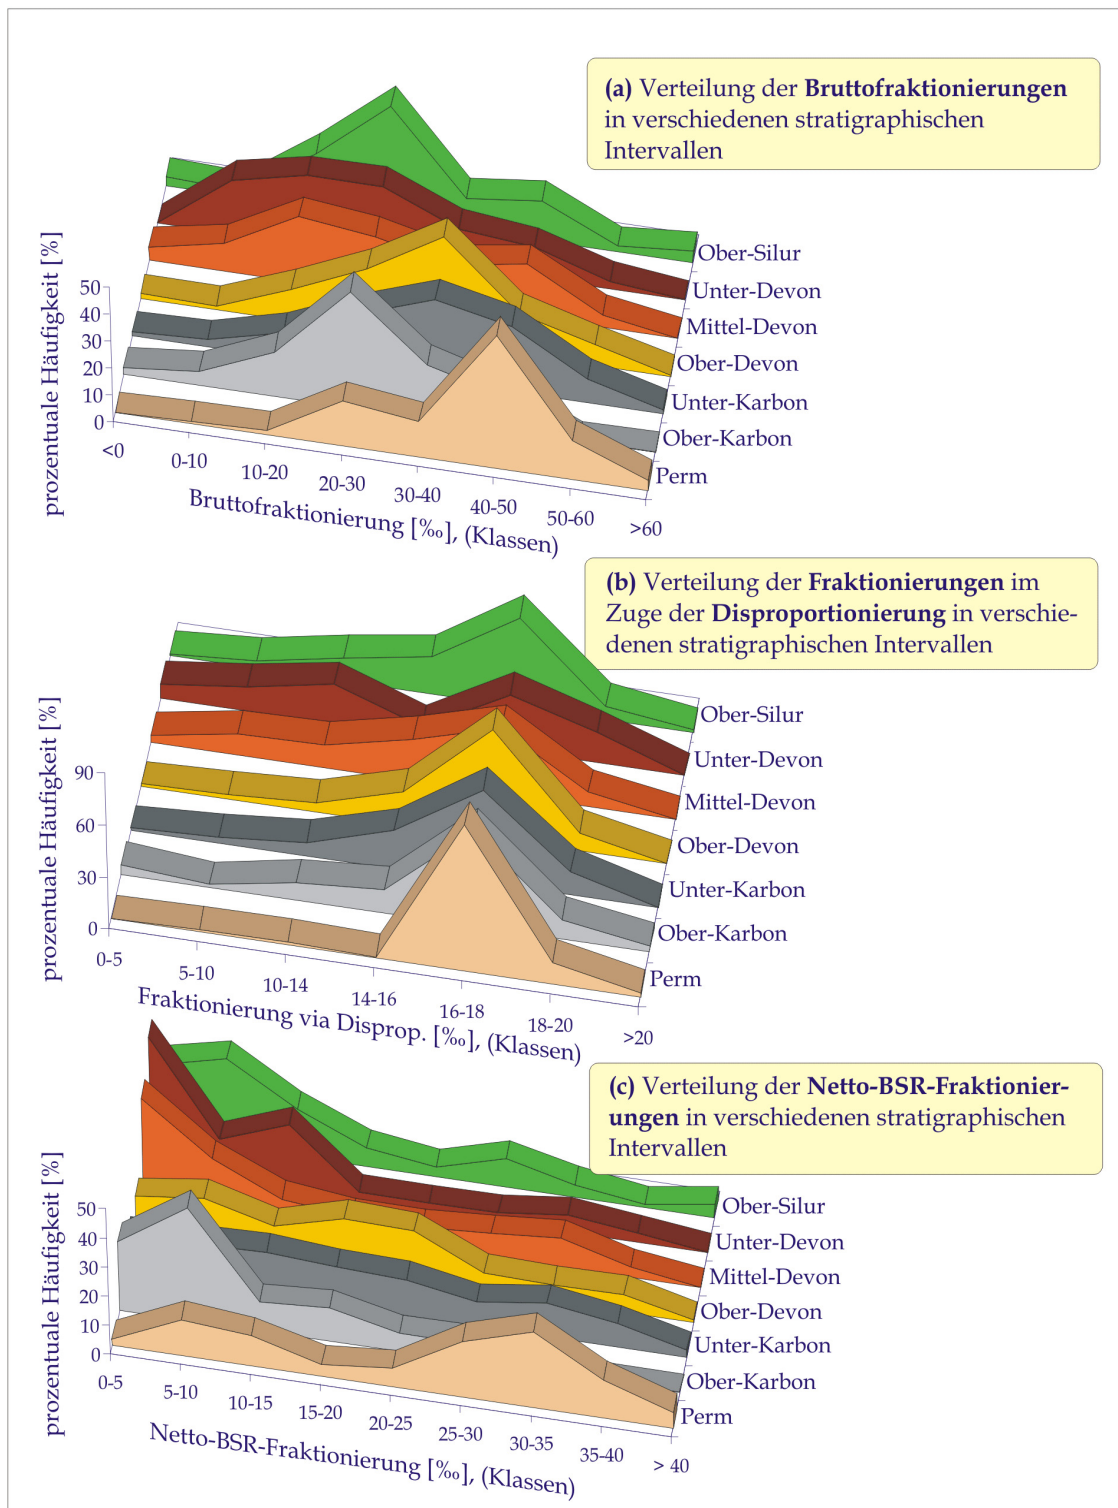 (a) Verteilung der Bruttofraktionierungen
in verschiedenen stratigraphischen
Intervallen
prozentuale Häufigkeit [%]
50
40
30
20
10
0
<0
0-10
10-20
20-30
30-40
40-50
50-60
>60
Bruttofraktionierung [‰], (Klassen)
Ober-Silur
Unter-Devon
Mittel-Devon
Ober-Devon
Unter-Karbon
Ober-Karbon
Perm
(b) Verteilung der Fraktionierungen im
Zuge der Disproportionierung in verschie-
denen stratigraphischen Intervallen
prozentuale Häufigkeit [%]
90
60
30
0
0-5
5-10
10-14
14-16
16-18
18-20
>20
Fraktionierung via Disprop. [‰], (Klassen)
Ober-Silur
Unter-Devon
Mittel-Devon
Ober-Devon
Unter-Karbon
Ober-Karbon
Perm
(c) Verteilung der Netto-BSR-Fraktionier-
ungen in verschiedenen stratigraphischen
Intervallen
prozentuale Häufigkeit [%]
50
40
30
20
10
0
0-5
5-10
10-15
15-20
20-25
25-30
30-35
35-40
> 40
Netto-BSR-Fraktionierung [‰], (Klassen)
Ober-Silur
Unter-Devon
Mittel-Devon
Ober-Devon
Unter-Karbon
Ober-Karbon
Perm